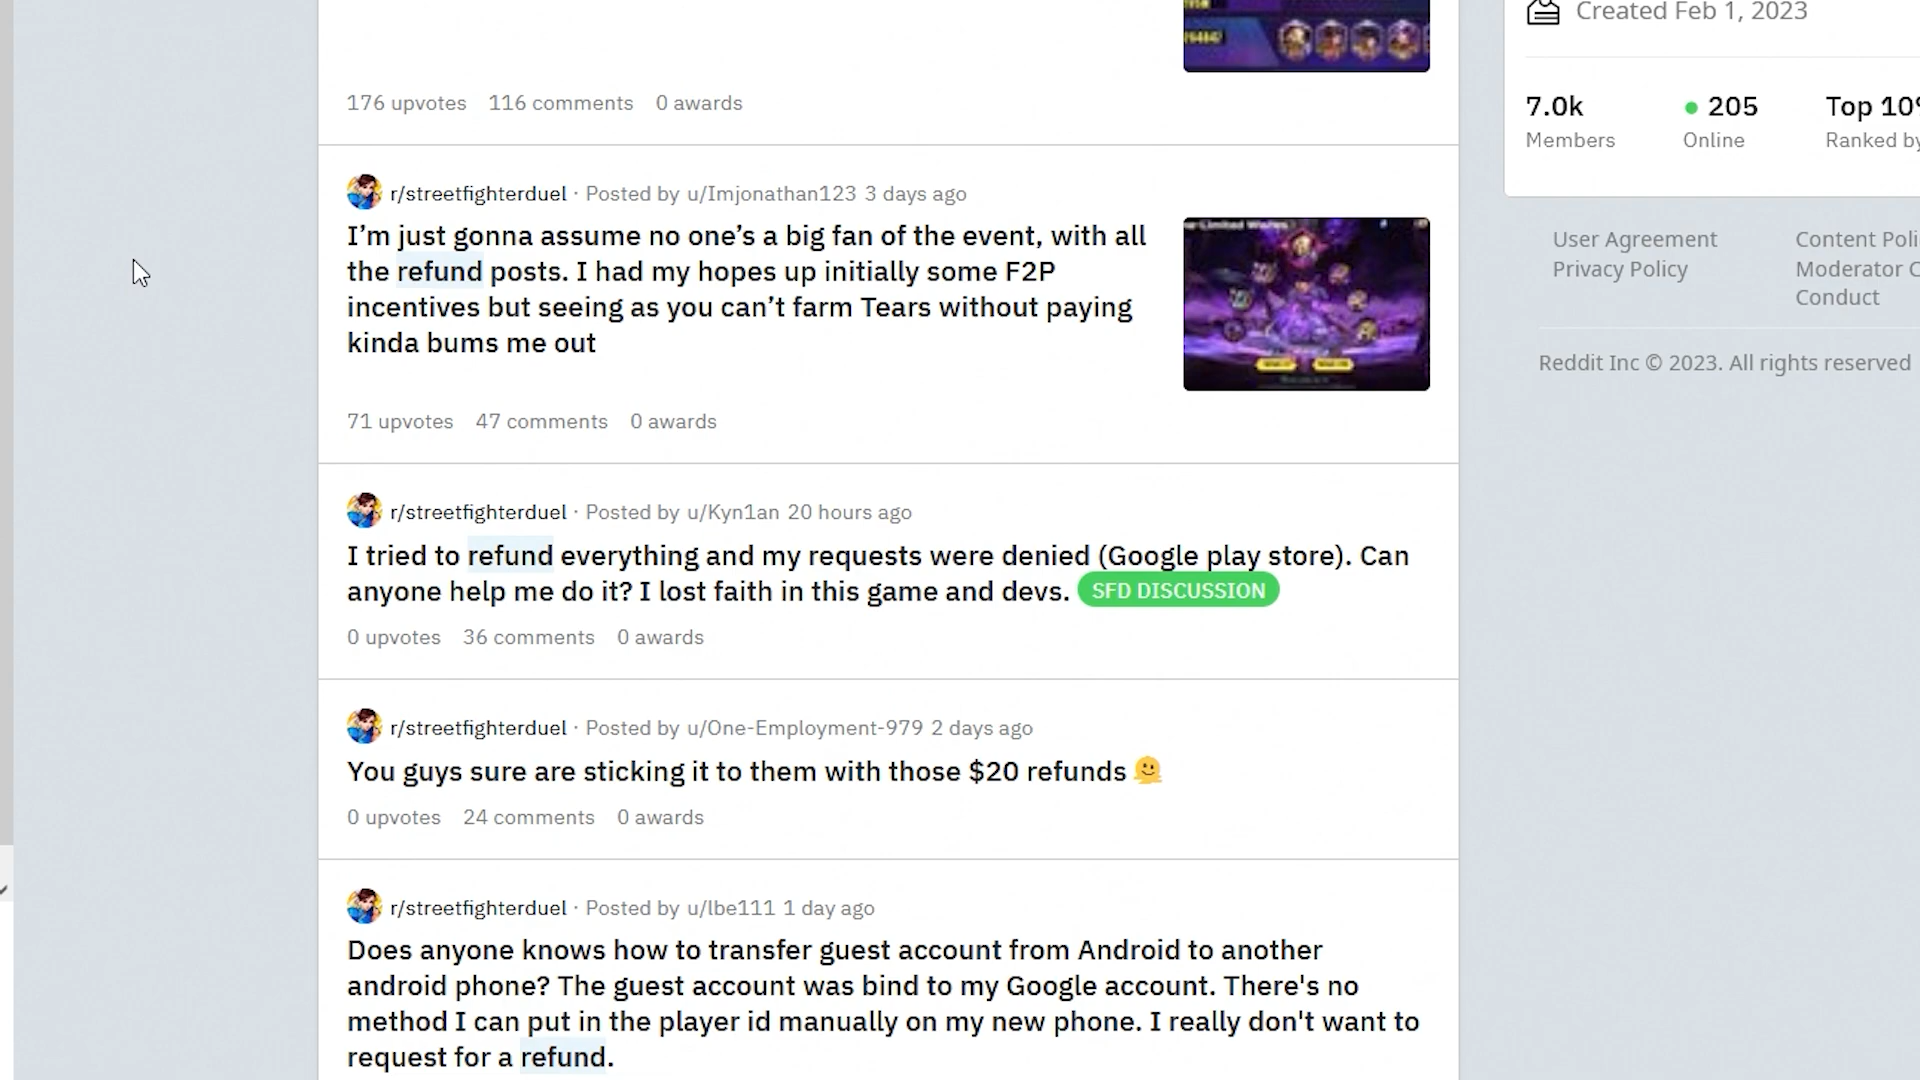 Created Feb 1, 2023
176 upvotes 116 comments 0 awards
7.0k 205 Top 10%
Members Online Ranked by
r/streetfighterduel · Posted by u/Imjonathan123 3 days ago
I’m just gonna assume no one’s a big fan of the event, with all
the refund posts. I had my hopes up initially some F2P
incentives but seeing as you can’t farm Tears without paying
kinda bums me out
71 upvotes 47 comments 0 awards
User Agreement Content
Privacy Policy Moderator
Conduct
Reddit Inc © 2023. All rights reserved
r/streetfighterduel · Posted by u/Kyn1an 20 hours ago
I tried to refund everything and my requests were denied (Google play store). Can
anyone help me do it? I lost faith in this game and devs. SFD DISCUSSION
0 upvotes 36 comments 0 awards
r/streetfighterduel · Posted by u/One-Employment-979 2 days ago
You guys sure are sticking it to them with those $20 refunds 🫠
0 upvotes 24 comments 0 awards
r/streetfighterduel · Posted by u/lbe111 1 day ago
Does anyone knows how to transfer guest account from Android to another
android phone? The guest account was bind to my Google account. There's no
method I can put in the player id manually on my new phone. I really don't want to
request for a refund.